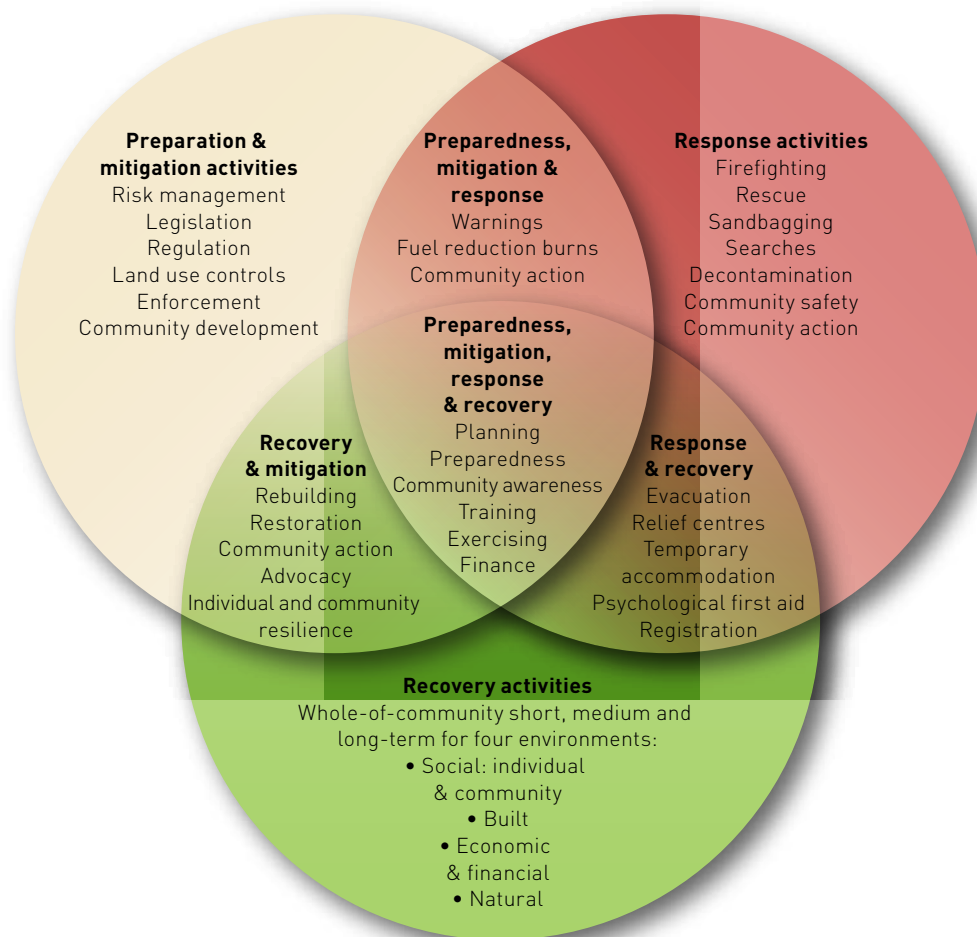 Preparation &
mitigation activities
Risk management
Legislation
Regulation
Land use controls
Enforcement
Community development
Preparedness,
mitigation &
response
Warnings
Fuel reduction burns
Community action
Response activities
Firefighting
Rescue
Sandbagging
Searches
Decontamination
Community safety
Community action
Preparedness,
mitigation,
response
& recovery
Planning
Preparedness
Community awareness
Training
Exercising
Finance
Recovery
& mitigation
Rebuilding
Restoration
Community action
Advocacy
Individual and community
resilience
Response
& recovery
Evacuation
Relief centres
Temporary
accommodation
Psychological first aid
Registration
Recovery activities
Whole-of-community short, medium and
long-term for four environments:
• Social: individual
& community
• Built
• Economic
& financial
• Natural